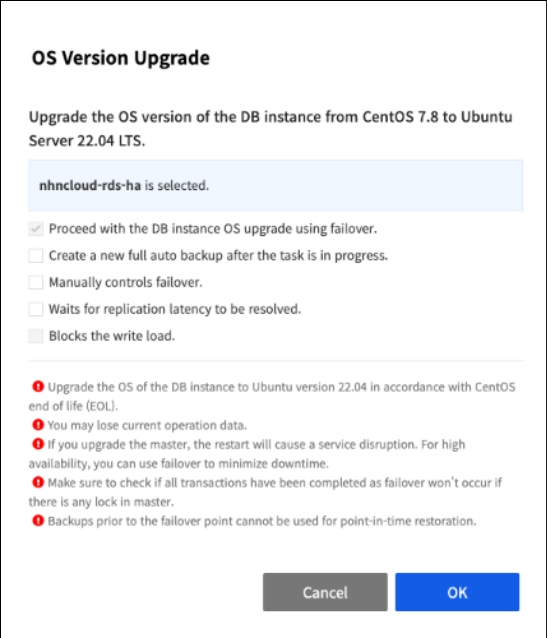 OS Version Upgrade
Upgrade the OS version of the DB instance from CentOS 7.8 to Ubuntu
Server 22.04 LTS.
nhncloud-rds-ha is selected.
Proceed with the DB instance OS upgrade using failover.
Create a new full auto backup after the task is in progress.
Manually controls failover.
Waits for replication latency to be resolved.
Blocks the write load.
Upgrade the OS of the DB instance to Ubuntu version 22.04 in accordance with CentOS
end of life (EOL).
You may lose current operation data.
If you upgrade the master, the restart will cause a service disruption. For high
availability, you can use failover to minimize downtime.
Make sure to check if all transactions have been completed as failover won't occur if
there is any lock in master.
Backups prior to the failover point cannot be used for point-in-time restoration.
Cancel
OK